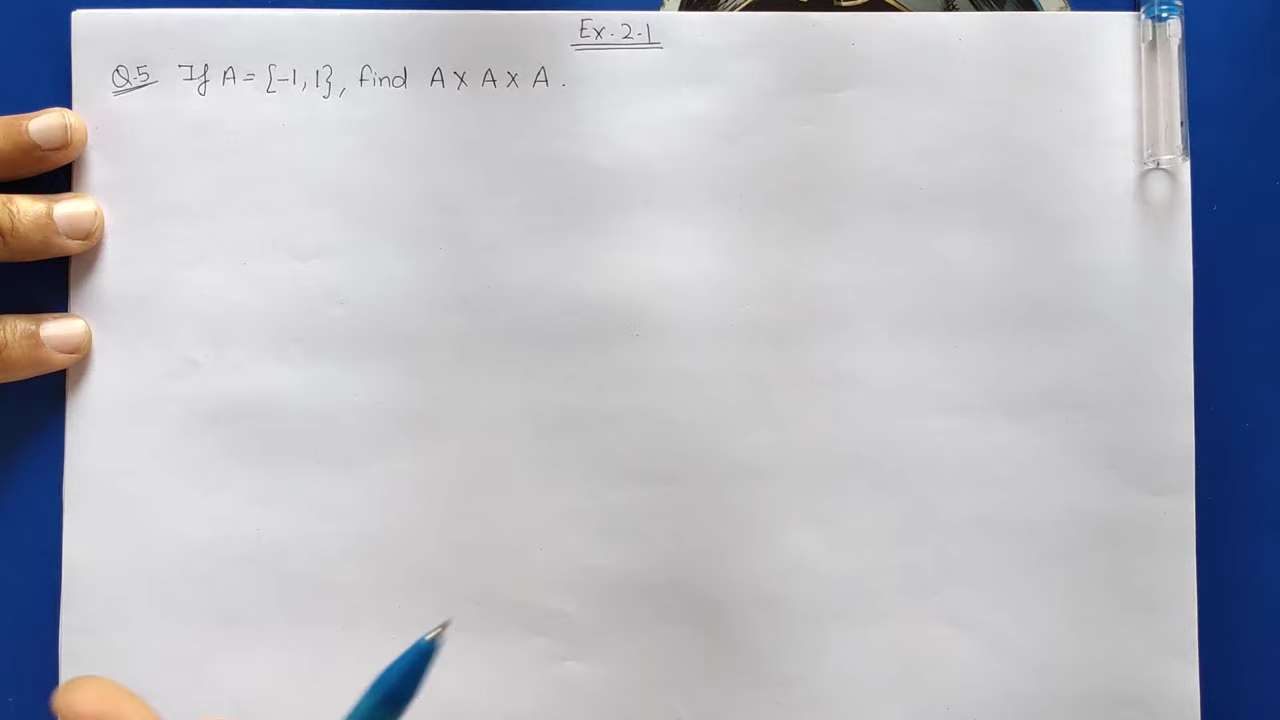 Ex. 2.1
Q.5 If A = {-1, 1}, find A × A × A.